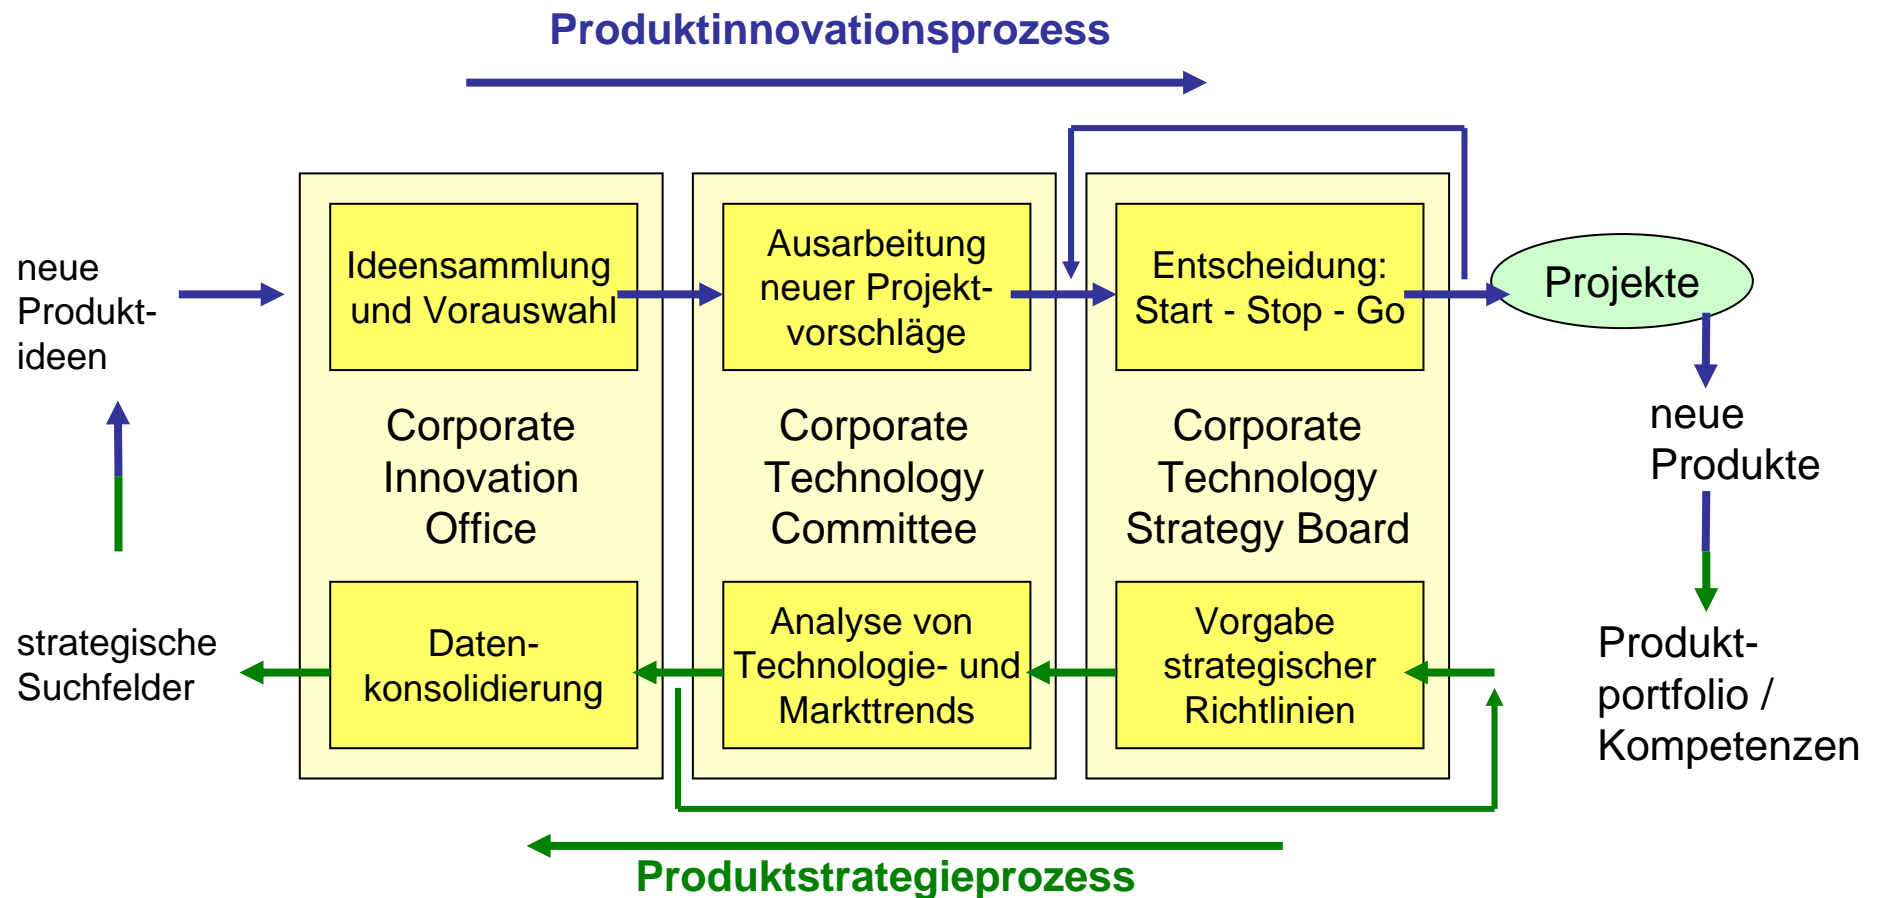 Produktinnovationsprozess
neue
Produkt-
ideen
Ideensammlung
und Vorauswahl
Ausarbeitung
neuer Projekt-
vorschläge
Entscheidung:
Start - Stop - Go
Projekte
Corporate
Innovation
Office
Corporate
Technology
Committee
Corporate
Technology
Strategy Board
neue
Produkte
strategische
Suchfelder
Daten-
konsolidierung
Analyse von
Technologie- und
Markttrends
Vorgabe
strategischer
Richtlinien
Produkt-
portfolio /
Kompetenzen
Produktstrategieprozess